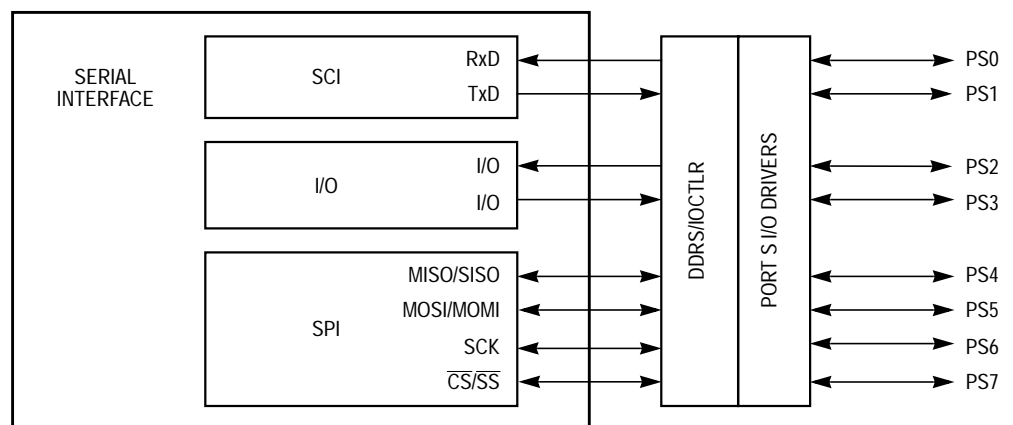 SERIAL
INTERFACE
SCI
RxD
TxD
I/O
I/O
I/O
SPI
MISO/SISO
MOSI/MOMI
SCK
CS/SS
DDRS/IOCTLR
PORT S I/O DRIVERS
PS0
PS1
PS2
PS3
PS4
PS5
PS6
PS7